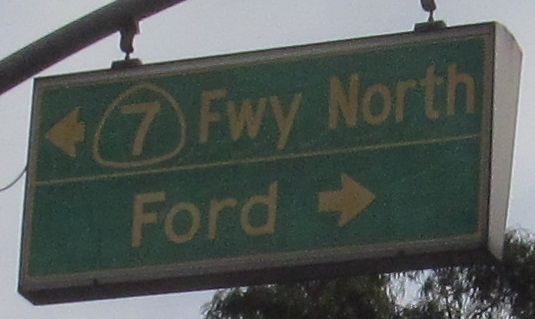 ← 7 Fwy North
Ford →